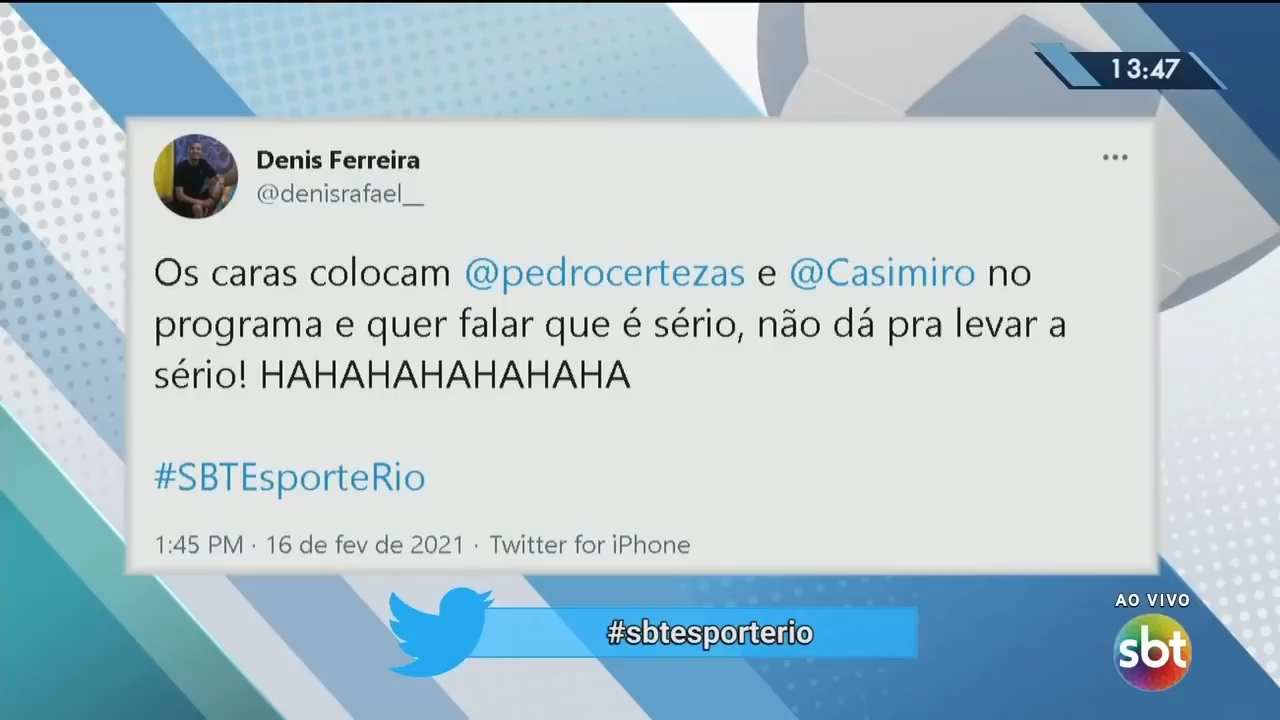 13:47
Denis Ferreira
@denisrafael__
Os caras colocam @pedrocertezas e @Casimiro no
programa e quer falar que é sério, não dá pra levar a
sério! HAHAHAHAHAHAHA
#SBTEsporteRio
1:45 PM · 16 de fev de 2021 · Twitter for iPhone
#sbtesporterio
AO VIVO
sbt